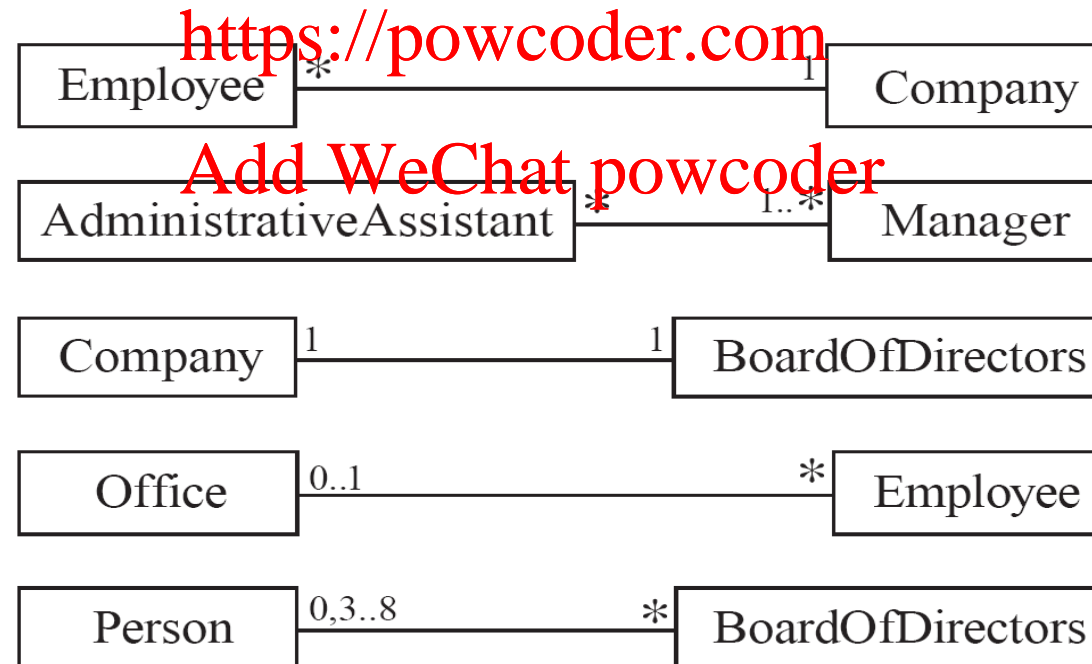 https://powcoder.com
Employee * 1 Company
Add WeChat powcoder
AdministrativeAssistant * 1..* Manager
Company 1 1 BoardOfDirectors
Office 0..1 * Employee
Person 0,3..8 * BoardOfDirectors